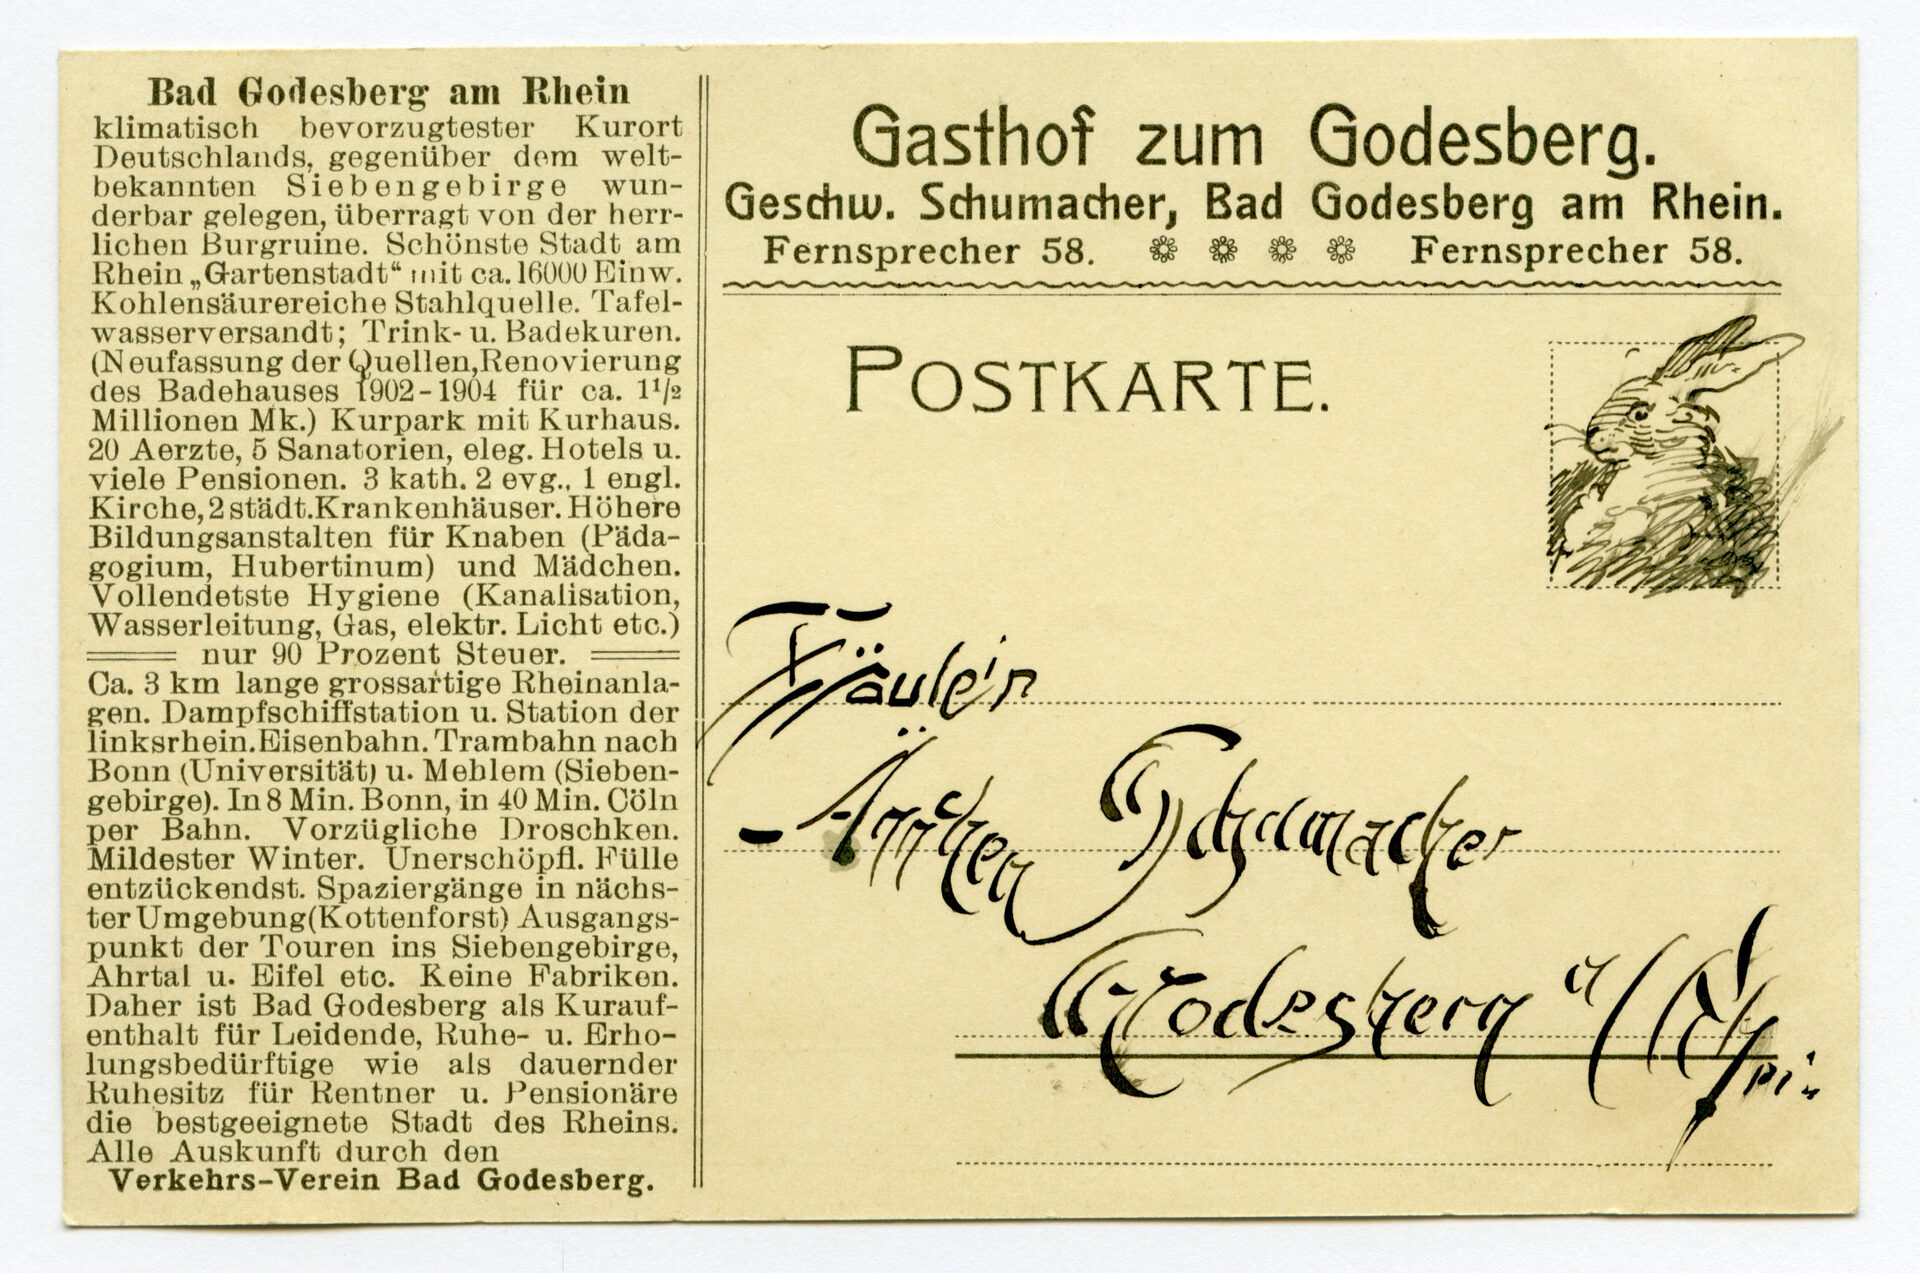 Bad Godesberg am Rhein
klimatisch bevorzugtester Kurort
Deutschlands, gegenüber dem welt-
bekannten Siebengebirge wun-
derbar gelegen, überragt von der herr-
lichen Burgruine. Schönste Stadt am
Rhein „Gartenstadt“ mit ca. 16000 Einw.
Kohlensäurereiche Stahlquelle. Tafel-
wasserversandt; Trink- u. Badekuren.
(Neufassung der Quellen, Renovierung
des Badehauses 1902-1904 für ca. 1½
Millionen Mk.) Kurpark mit Kurhaus.
20 Aerzte, 5 Sanatorien, eleg. Hotels u.
viele Pensionen. 3 kath. 2 evg., 1 engl.
Kirche, 2 städt. Krankenhäuser. Höhere
Bildungsanstalten für Knaben (Päda-
gogium, Hubertinum) und Mädchen.
Vollendetste Hygiene (Kanalisation,
Wasserleitung, Gas, elektr. Licht etc.)
nur 90 Prozent Steuer.
Ca. 3 km lange grossartige Rheinanla-
gen. Dampfschiffstation u. Station der
linksrhein. Eisenbahn. Trambahn nach
Bonn (Universität) u. Mehlem (Sieben-
gebirge). In 8 Min. Bonn, in 40 Min. Cöln
per Bahn. Vorzügliche Droschken.
Mildester Winter. Unerschöpfl. Fülle
entzückendst. Spaziergänge in nächs-
ter Umgebung (Kottenforst) Ausgangs-
punkt der Touren ins Siebengebirge,
Ahrtal u. Eifel etc. Keine Fabriken.
Daher ist Bad Godesberg als Kurauf-
enthalt für Leidende, Ruhe- u. Erho-
lungsbedürftige wie als dauernder
Ruhesitz für Rentner u. Pensionäre
die bestgeeignete Stadt des Rheins.
Alle Auskunft durch den
Verkehrs-Verein Bad Godesberg.
Gasthof zum Godesberg.
Geschw. Schumacher, Bad Godesberg am Rhein.
Fernsprecher 58. Fernsprecher 58.
POSTKARTE.
Fräulein
Ännchen Schumacher
Godesberg a/Rhein